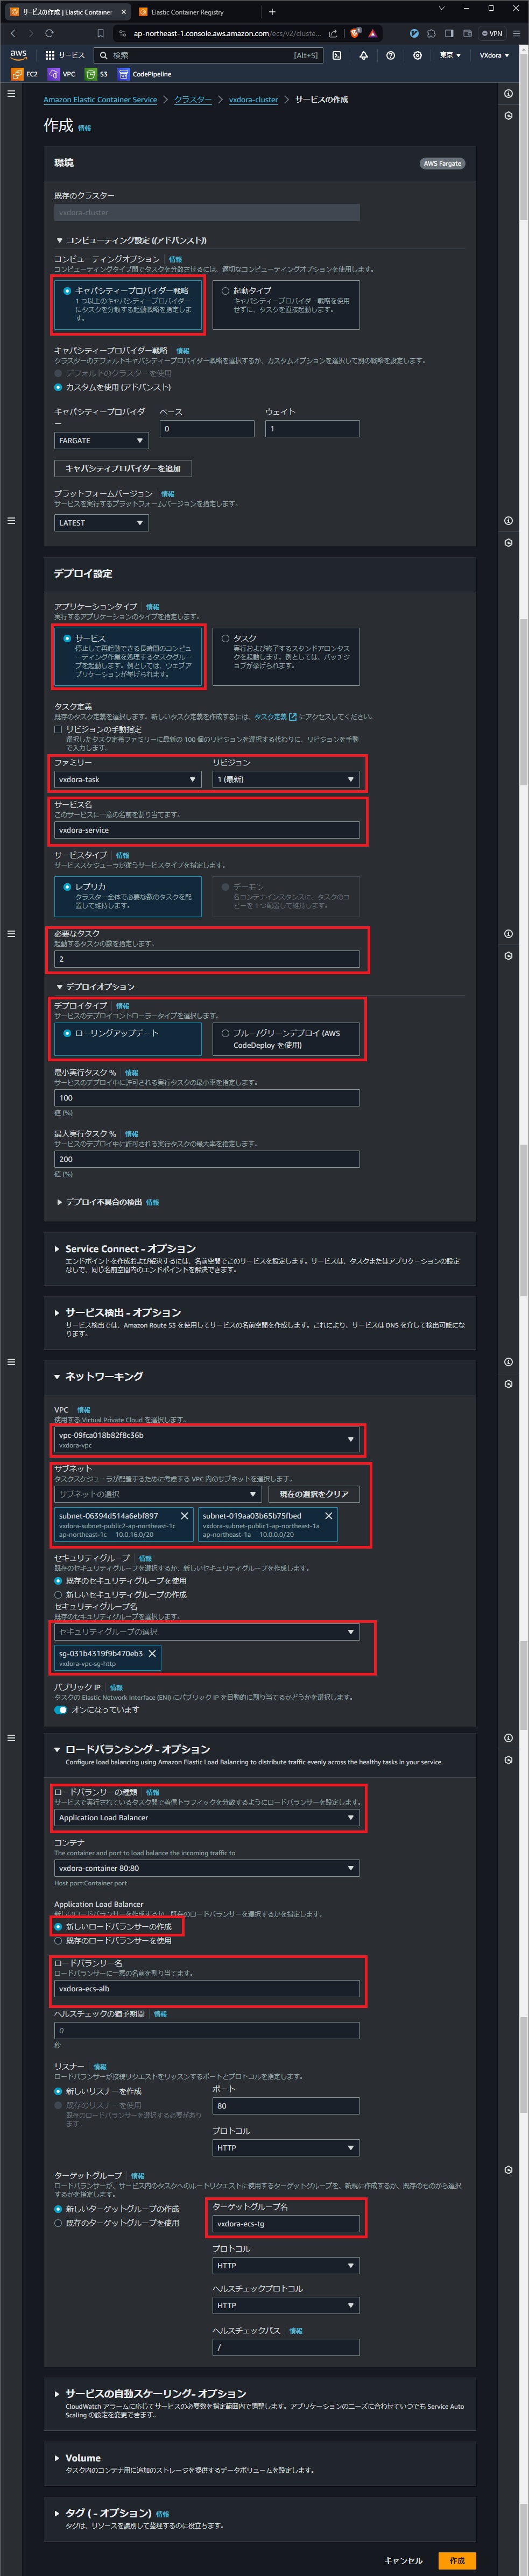 サービスの作成 | Elastic Container
Elastic Container Registry
ap-northeast-1.console.aws.amazon.com/ecs/v2/cluste...
VPN
aws
サービス
検索
[Alt+S]
東京
VXdora
EC2
VPC
S3
CodePipeline
Amazon Elastic Container Service
クラスター
vxdora-cluster
サービスの作成
作成 情報
環境
AWS Fargate
既存のクラスター
vxdora-cluster
コンピューティング設定 ((アドバンスト))
コンピューティングオプション 情報
コンピューティングタイプ間でタスクを分散させるには、適切なコンピューティングオプションを使用します。
キャパシティープロバイダー戦略
1 つ以上のキャパシティープロバイダー
にタスクを分散する起動戦略を指定しま
す。
起動タイプ
キャパシティープロバイダー戦略を使用
せずに、タスクを直接起動します。
キャパシティープロバイダー戦略 情報
クラスターのデフォルトキャパシティープロバイダー戦略を選択するか、カスタムオプションを選択して別の戦略を設定します。
デフォルトのクラスターを使用
カスタムを使用 (アドバンスト)
キャパシティープロバイダ
ー
ベース
ウェイト
FARGATE
0
1
キャパシティプロバイダーを追加
プラットフォームバージョン 情報
サービスを実行するプラットフォームバージョンを指定します。
LATEST
デプロイ設定
アプリケーションタイプ 情報
実行するアプリケーションのタイプを指定します。
サービス
停止して再起動できる長時間のコンピュ
ーティング作業を処理するタスクグルー
プを起動します。例としては、ウェブア
プリケーションが挙げられます。
タスク
実行および終了するスタンドアロンタス
クを起動します。例としては、バッチジ
ョブが挙げられます。
タスク定義
既存のタスク定義を選択します。新しいタスク定義を作成するには、タスク定義 にアクセスしてください。
リビジョンの手動指定
選択したタスク定義ファミリーに最新の 100 個のリビジョンを選択する代わりに、リビジョンを手動
で入力します。
ファミリー
リビジョン
vxdora-task
1 (最新)
サービス名
このサービスに一意の名前を割り当てます。
vxdora-service
サービスタイプ 情報
サービススケジューラが従うサービスタイプを指定します。
レプリカ
クラスター全体で必要な数のタスクを配
置して維持します。
デーモン
各コンテナインスタンスに、タスクのコ
ピーを 1 つ配置して維持します。
必要なタスク
起動するタスクの数を指定します。
2
デプロイオプション
デプロイタイプ 情報
サービスのデプロイコントローラータイプを選択します。
ローリングアップデート
ブルー/グリーンデプロイ (AWS
CodeDeploy を使用)
最小実行タスク % 情報
サービスのデプロイ中に許可される実行タスクの最小率を指定します。
100
値 (%)
最大実行タスク % 情報
サービスのデプロイ中に許可される実行タスクの最大率を指定します。
200
値 (%)
デプロイ不具合の検出 情報
Service Connect - オプション
エンドポイントを作成および解決するには、名前空間でこのサービスを設定します。サービスは、タスクまたはアプリケーションの設定
なしで、同じ名前空間内のエンドポイントを解決できます。
サービス検出 - オプション
サービス検出では、Amazon Route 53 を使用してサービスの名前空間を作成します。これにより、サービスは DNS を介して検出可能にな
ります。
ネットワーキング
VPC 情報
使用する Virtual Private Cloud を選択します。
vpc-09fca018b82f8c36b
vxdora-vpc
サブネット
タスクスケジューラが配置するために考慮する VPC 内のサブネットを選択します。
サブネットの選択
現在の選択をクリア
subnet-06394d514a6ebf897
vxdora-subnet-public2-ap-northeast-1c
ap-northeast-1c 10.0.16.0/20
subnet-019aa03b65b75fbed
vxdora-subnet-public1-ap-northeast-1a
ap-northeast-1a 10.0.0.0/20
セキュリティグループ 情報
既存のセキュリティグループを選択するか、新しいセキュリティグループを作成します。
既存のセキュリティグループを使用
新しいセキュリティグループの作成
セキュリティグループ名
既存のセキュリティグループを選択します。
セキュリティグループの選択
sg-031b4319f9b470eb3
vxdora-vpc-sg-http
パブリック IP 情報
タスクの Elastic Network Interface (ENI) にパブリック IP を自動的に割り当てるかどうかを選択します。
オンになっています
ロードバランシング - オプション
Configure load balancing using Amazon Elastic Load Balancing to distribute traffic evenly across the healthy tasks in your service.
ロードバランサーの種類 情報
サービスで実行されているタスク間で着信トラフィックを分散するようにロードバランサーを設定します。
Application Load Balancer
コンテナ
The container and port to load balance the incoming traffic to
vxdora-container 80:80
Host port:Container port
Application Load Balancer
新しいロードバランサーを作成するか、既存のロードバランサーを選択するかを指定します。
新しいロードバランサーの作成
既存のロードバランサーを使用
ロードバランサー名
ロードバランサーに一意の名前を割り当てます。
vxdora-ecs-alb
ヘルスチェックの猶予期間 情報
0
秒
リスナー 情報
ロードバランサーが接続リクエストをリッスンするポートとプロトコルを指定します。
新しいリスナーを作成
既存のリスナーを使用
既存のロードバランサーを選択する必要があり
ます。
ポート
80
プロトコル
HTTP
ターゲットグループ 情報
ロードバランサーが、サービス内のタスクへのルートリクエストに使用するターゲットグループを、新規に作成するか、既存のものから選択
するかを指定します。
新しいターゲットグループの作成
既存のターゲットグループを使用
ターゲットグループ名
vxdora-ecs-tg
プロトコル
HTTP
ヘルスチェックプロトコル
HTTP
ヘルスチェックパス 情報
/
サービスの自動スケーリング- オプション
CloudWatch アラームに応じてサービスの必要数を指定範囲内で調整します。アプリケーションのニーズに合わせていつでも Service Auto
Scaling の設定を変更できます。
Volume
タスク内のコンテナ用に追加のストレージを提供するデータボリュームを設定します。
タグ ( - オプション) 情報
タグは、リソースを識別して整理するのに役立ちます。
キャンセル
作成